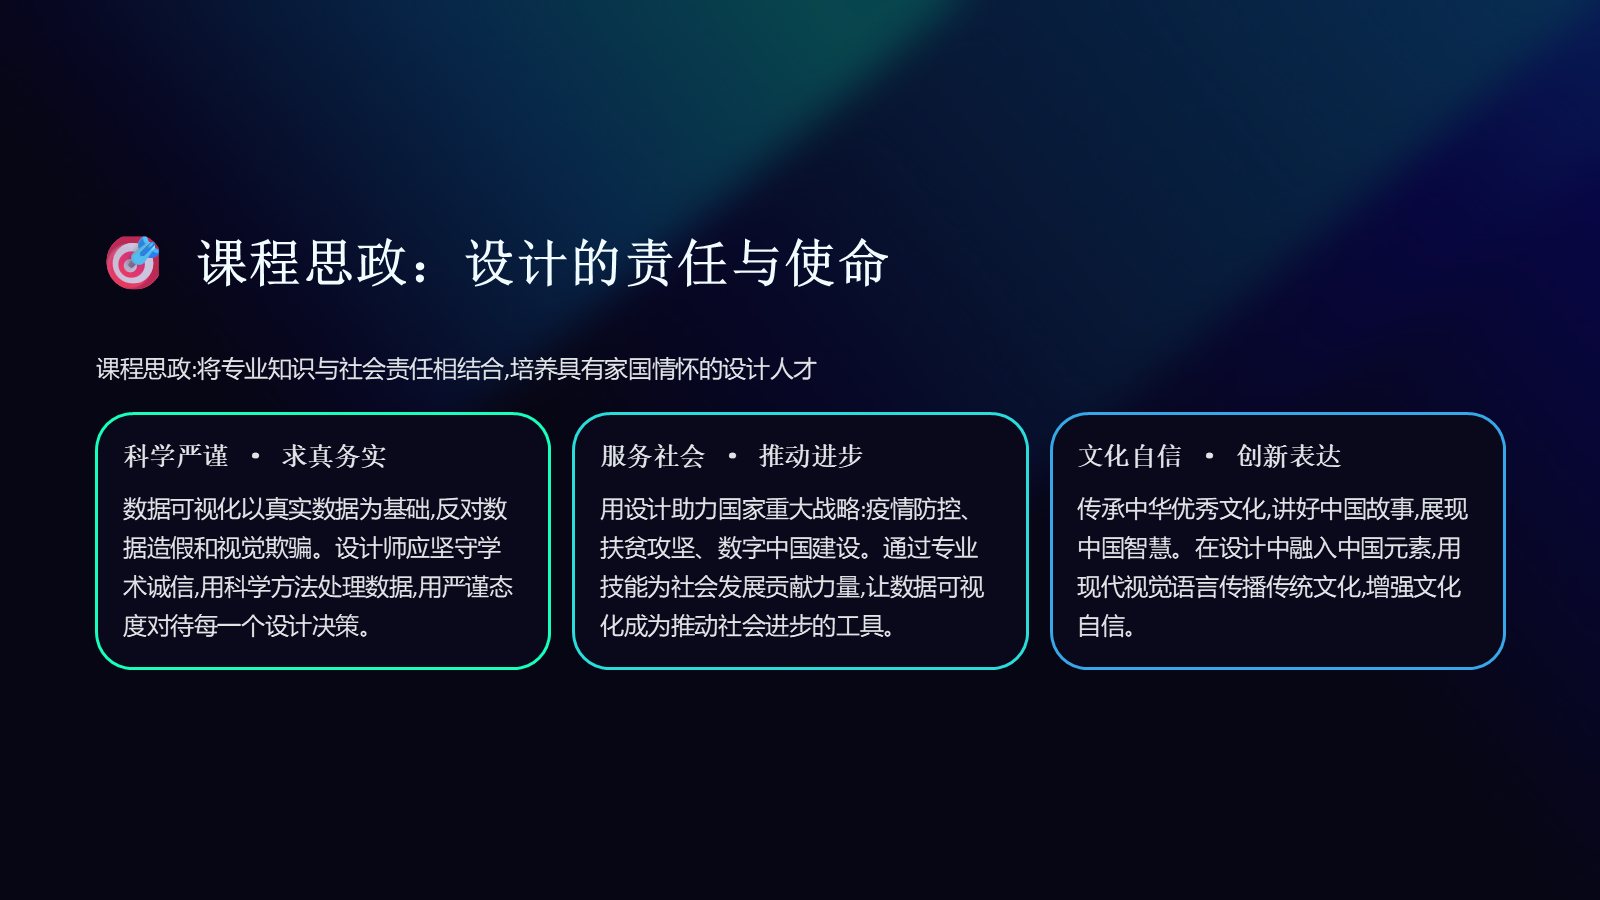 课程思政：设计的责任与使命
课程思政:将专业知识与社会责任相结合,培养具有家国情怀的设计人才
科学严谨 · 求真务实
数据可视化以真实数据为基础,反对数
据造假和视觉欺骗。设计师应坚守学
术诚信,用科学方法处理数据,用严谨态
度对待每一个设计决策。
服务社会 · 推动进步
用设计助力国家重大战略:疫情防控、
扶贫攻坚、数字中国建设。通过专业
技能为社会发展贡献力量,让数据可视
化成为推动社会进步的工具。
文化自信 · 创新表达
传承中华优秀文化,讲好中国故事,展现
中国智慧。在设计中融入中国元素,用
现代视觉语言传播传统文化,增强文化
自信。